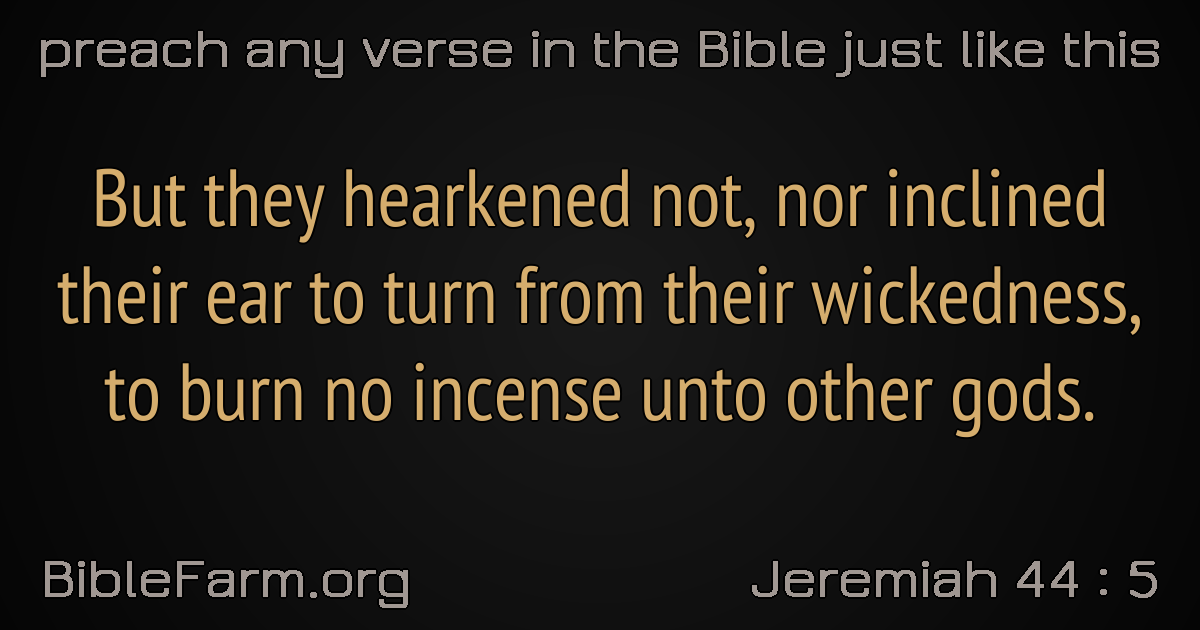 preach any verse in the Bible just like this
But they hearkened not, nor inclined
their ear to turn from their wickedness,
to burn no incense unto other gods.
BibleFarm.org
Jeremiah 44 : 5